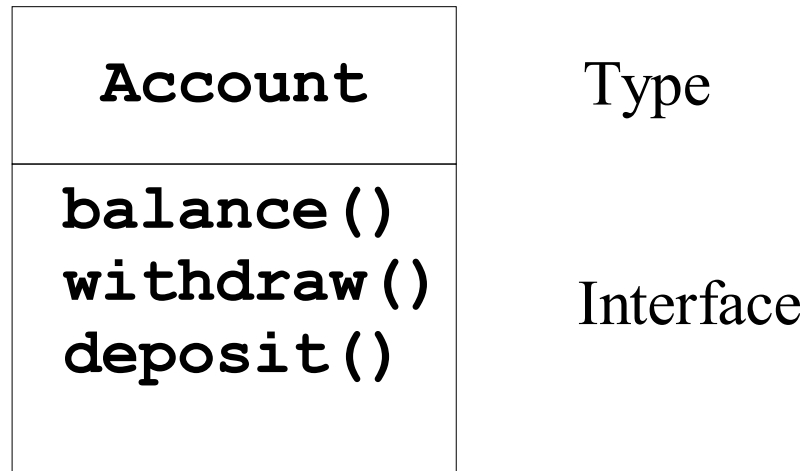 Account
Type
balance()
withdraw()
deposit()
Interface